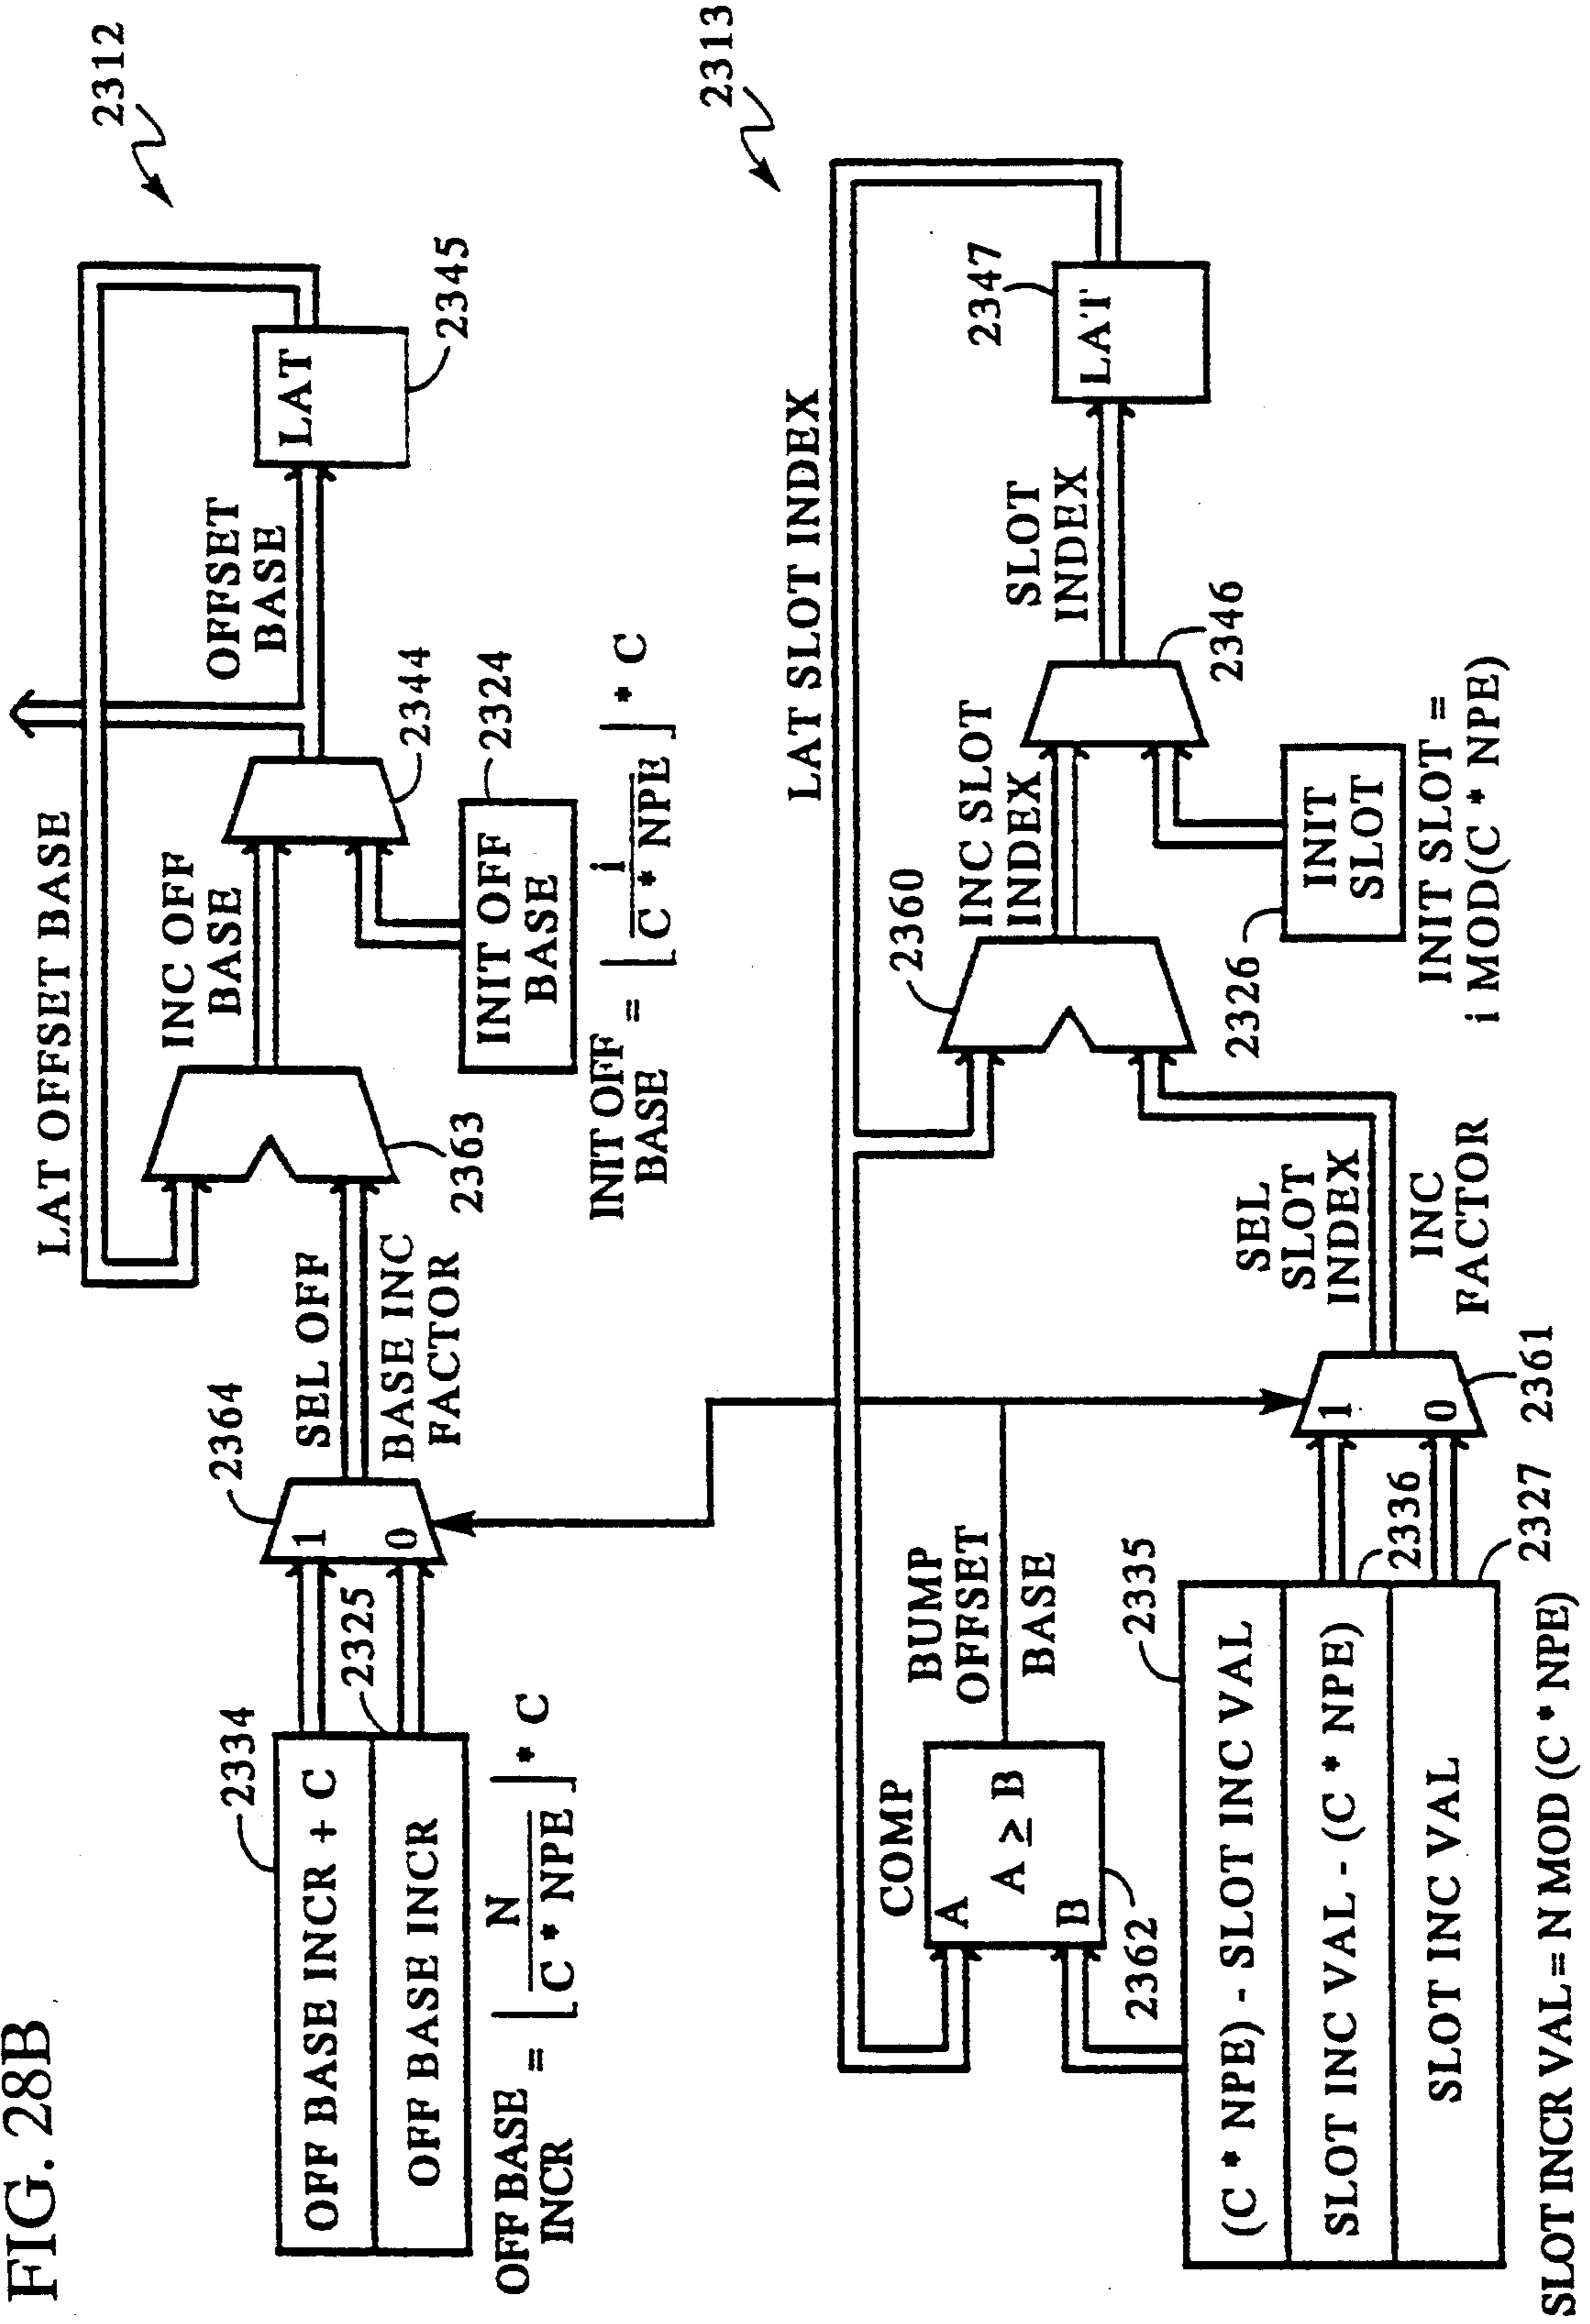 FIG. 28B
2312
LAT OFFSET BASE
2334
OFF BASE INCR + C
OFF BASE INCR
2325
OFF BASE INCR = ⌊ N / C * NPE ⌋ * C
2364
1
0
SEL OFF
BASE INC
FACTOR
2363
INC OFF
BASE
2344
INIT OFF
BASE
2324
INIT OFF BASE = ⌊ i / C * NPE ⌋ * C
OFFSET
BASE
LAT
2345
2313
LAT SLOT INDEX
COMP
A
B
A ≥ B
2362
BUMP
OFFSET
BASE
2335
(C * NPE) - SLOT INC VAL
SLOT INC VAL - (C * NPE)
SLOT INC VAL
2336
2327
SLOT INCR VAL = N MOD (C * NPE)
1
0
2361
SEL
SLOT
INDEX
INC
FACTOR
2360
INC SLOT
INDEX
2346
INIT
SLOT
2326
INIT SLOT =
i MOD(C * NPE)
SLOT
INDEX
LAT
2347